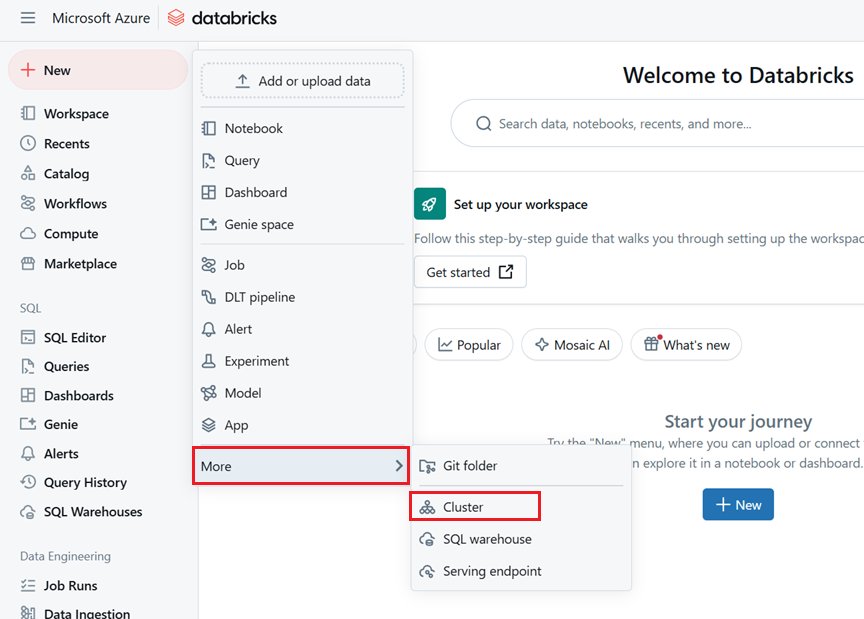 Microsoft Azure databricks
New
Workspace
Recents
Catalog
Workflows
Compute
Marketplace
SQL
SQL Editor
Queries
Dashboards
Genie
Alerts
Query History
SQL Warehouses
Data Engineering
Job Runs
Data Ingestion
Add or upload data
Notebook
Query
Dashboard
Genie space
Job
DLT pipeline
Alert
Experiment
Model
App
More
Git folder
Cluster
SQL warehouse
Serving endpoint
Welcome to Databricks
Search data, notebooks, recents, and more...
Set up your workspace
Follow this step-by-step guide that walks you through setting up the workspac
Get started
Popular
Mosaic AI
What's new
Start your journey
Try the "New" menu, where you can upload or connect
n explore it in a notebook or dashboard.
New